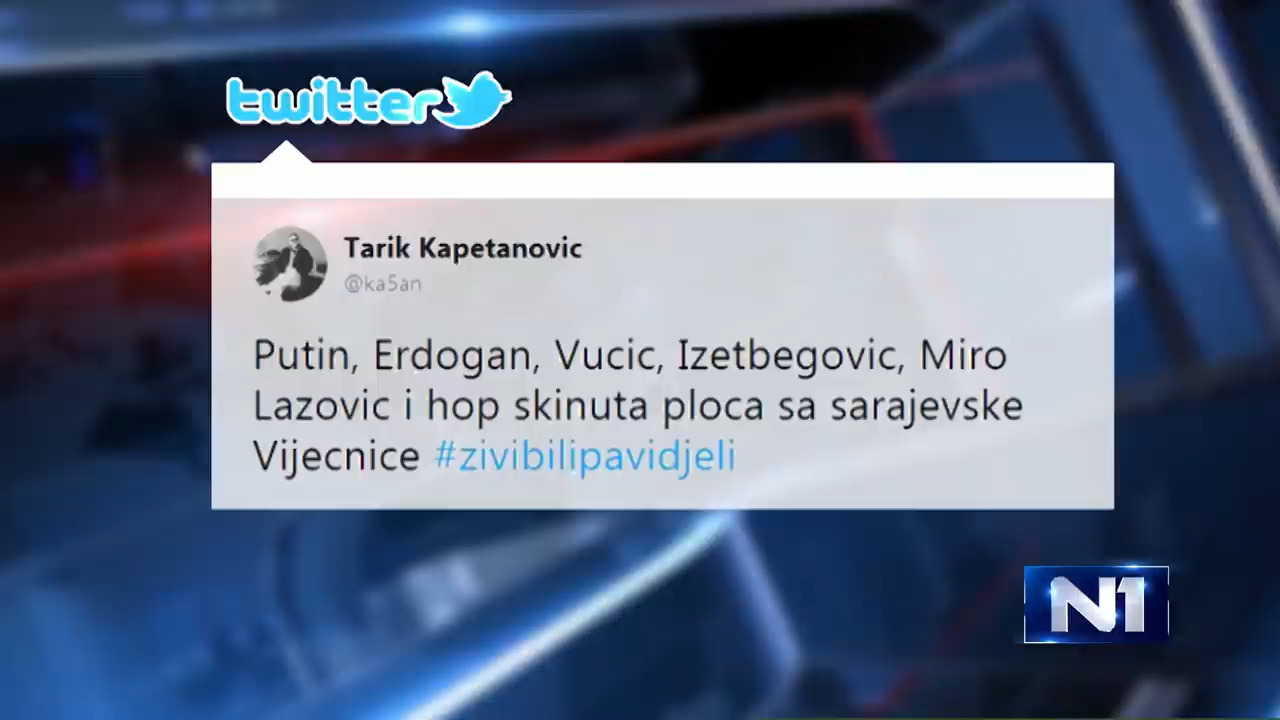 twitter
Tarik Kapetanovic
@ka5an
Putin, Erdogan, Vucic, Izetbegovic, Miro
Lazovic i hop skinuta ploca sa sarajevske
Vijecnice #zivibilipavidjeli
N1